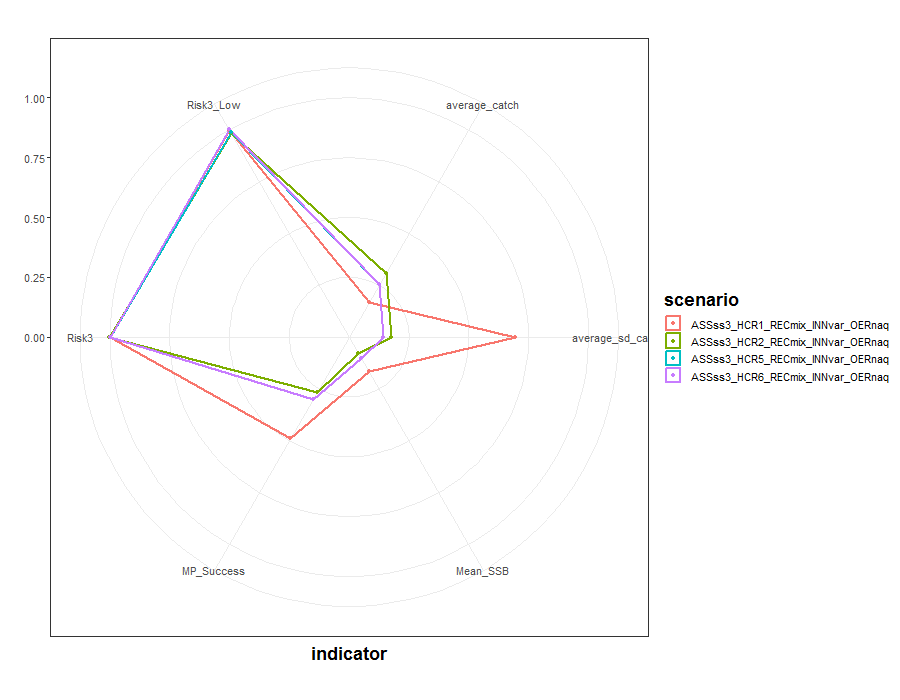 1.00
0.75
0.50
0.25
0.00
Risk3_Low
average_catch
Risk3
average_sd_ca
MP_Success
Mean_SSB
indicator
scenario
ASSss3_HCR1_RECmix_INNvar_OERnaq
ASSss3_HCR2_RECmix_INNvar_OERnaq
ASSss3_HCR5_RECmix_INNvar_OERnaq
ASSss3_HCR6_RECmix_INNvar_OERnaq